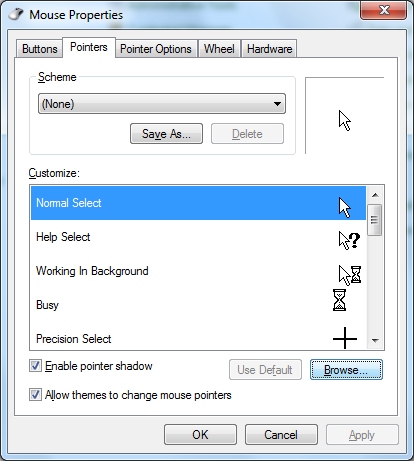 Mouse Properties
Buttons Pointers Pointer Options Wheel Hardware
Scheme
(None)
Save As... Delete
Customize:
Normal Select
Help Select
Working In Background
Busy
Precision Select
Enable pointer shadow
Use Default Browse...
Allow themes to change mouse pointers
OK Cancel Apply